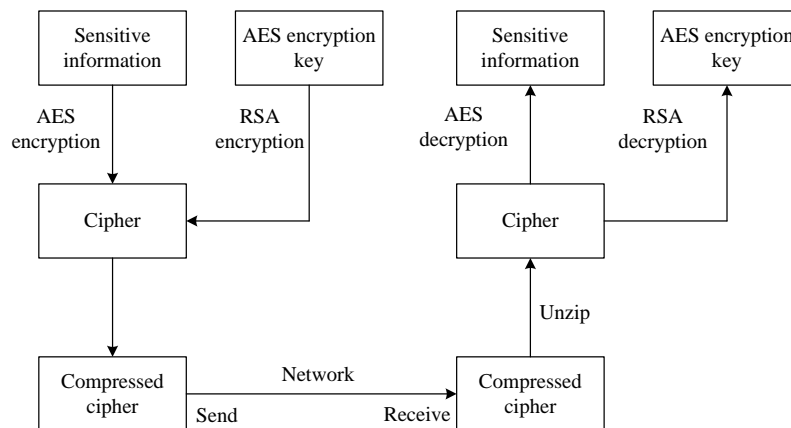 Sensitive
information
AES encryption
key
Sensitive
information
AES encryption
key
AES
encryption
RSA
encryption
AES
decryption
RSA
decryption
Cipher
Cipher
Unzip
Compressed
cipher
Network
Send
Receive
Compressed
cipher